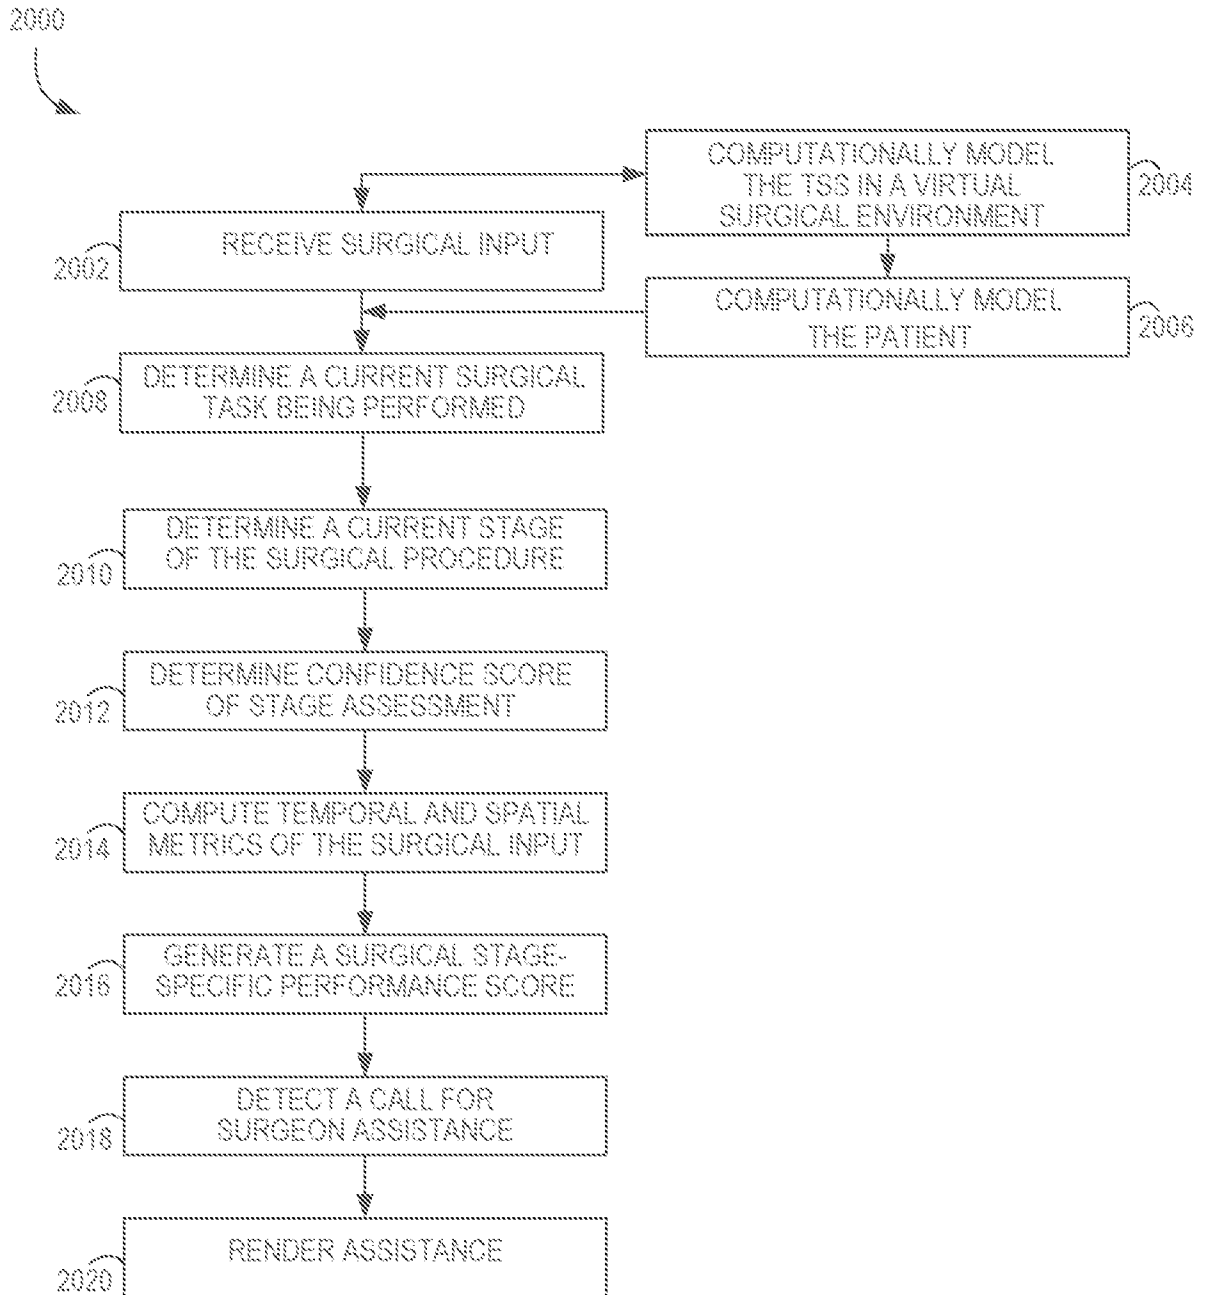 2000
COMPUTATIONALLY MODEL
THE TSS IN A VIRTUAL
SURGICAL ENVIRONMENT
2004
RECEIVE SURGICAL INPUT
2002
COMPUTATIONALLY MODEL
THE PATIENT
2006
DETERMINE A CURRENT SURGICAL
TASK BEING PERFORMED
2008
DETERMINE A CURRENT STAGE
OF THE SURGICAL PROCEDURE
2010
DETERMINE CONFIDENCE SCORE
OF STAGE ASSESSMENT
2012
COMPUTE TEMPORAL AND SPATIAL
METRICS OF THE SURGICAL INPUT
2014
GENERATE A SURGICAL STAGE-
SPECIFIC PERFORMANCE SCORE
2016
DETECT A CALL FOR
SURGEON ASSISTANCE
2018
RENDER ASSISTANCE
2020